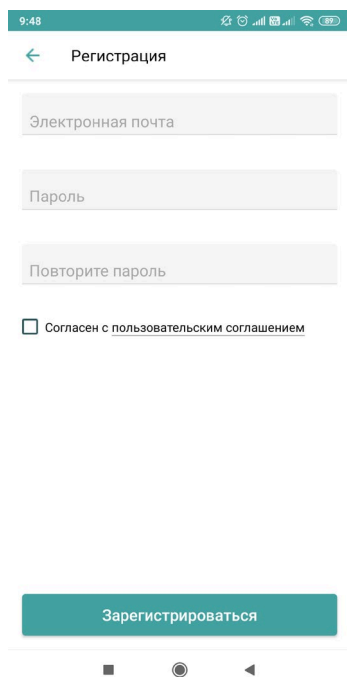 9:48
89
Регистрация
Электронная почта
Пароль
Повторите пароль
Согласен с пользовательским соглашением
Зарегистрироваться